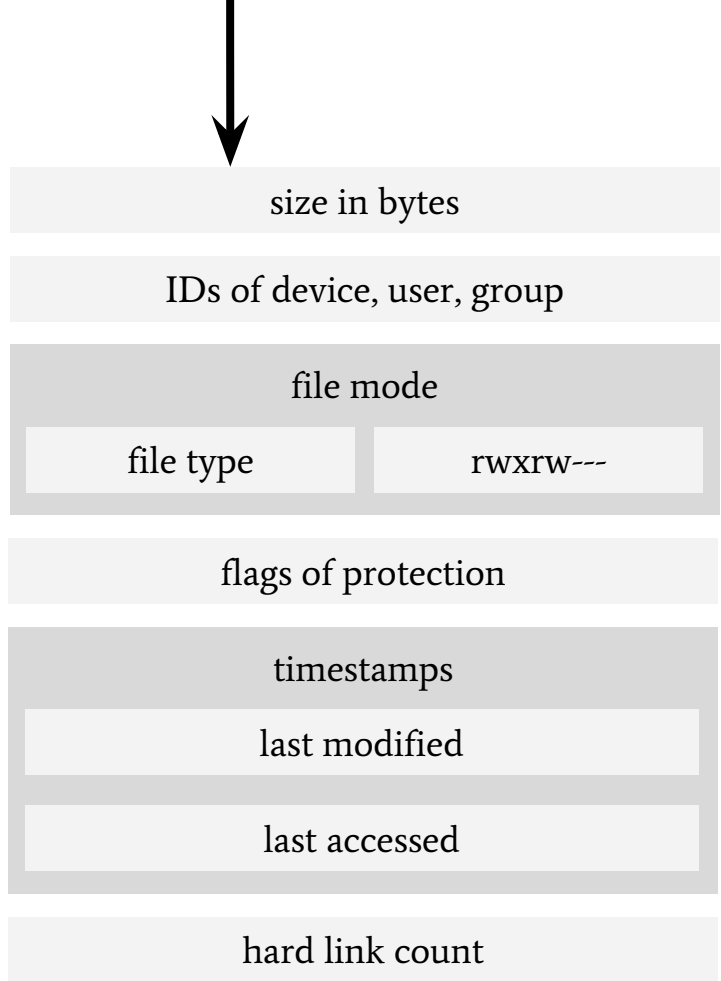 size in bytes
IDs of device, user, group
file mode
file type
rwxrw---
flags of protection
timestamps
last modified
last accessed
hard link count